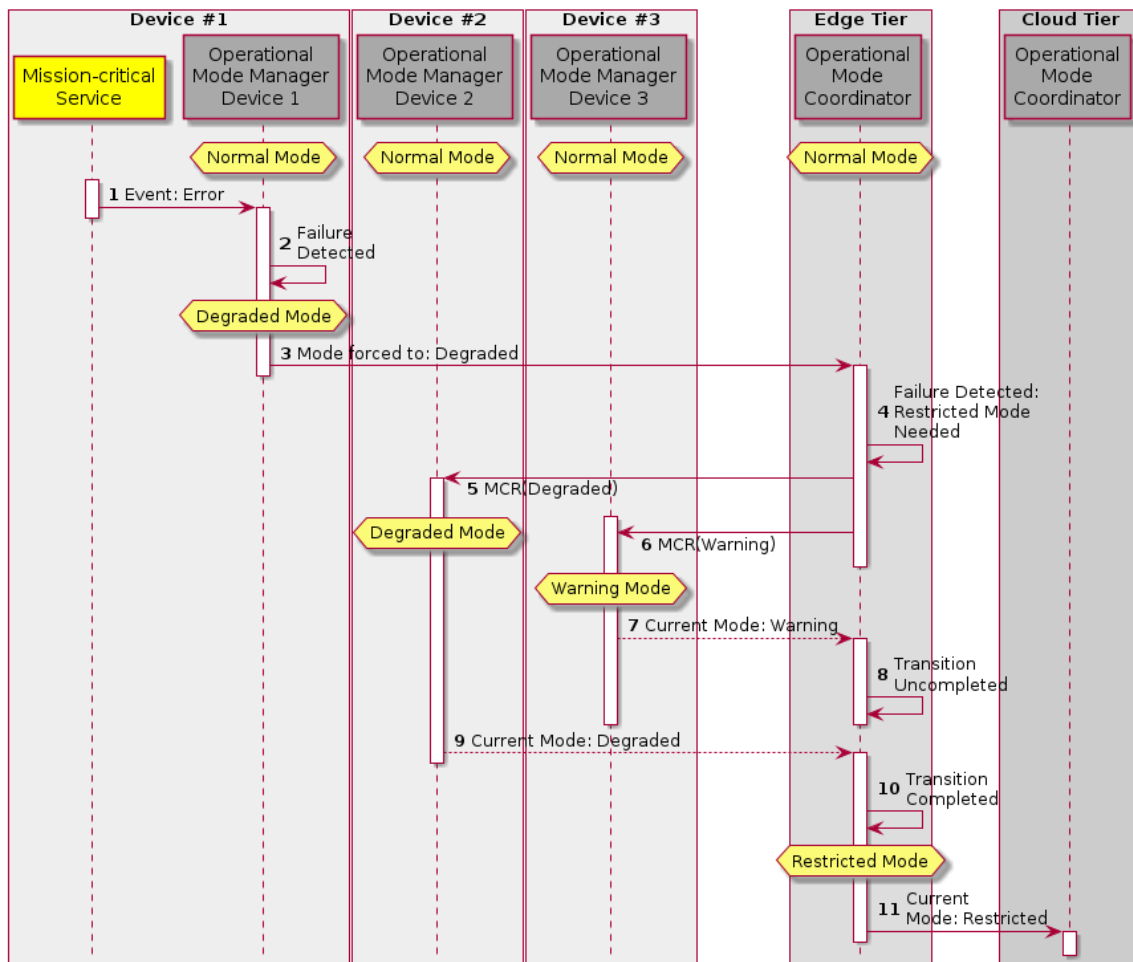 Device #1
Device #2
Device #3
Edge Tier
Cloud Tier
Mission-critical
Service
Operational
Mode Manager
Device 1
Operational
Mode Manager
Device 2
Operational
Mode Manager
Device 3
Operational
Mode
Coordinator
Operational
Mode
Coordinator
Normal Mode
Normal Mode
Normal Mode
Normal Mode
1 Event: Error
2 Failure
Detected
Degraded Mode
3 Mode forced to: Degraded
Failure Detected:
4 Restricted Mode
Needed
5 MCR(Degraded)
Degraded Mode
6 MCR(Warning)
Warning Mode
7 Current Mode: Warning
8 Transition
Uncompleted
9 Current Mode: Degraded
10 Transition
Completed
Restricted Mode
11 Current
Mode: Restricted